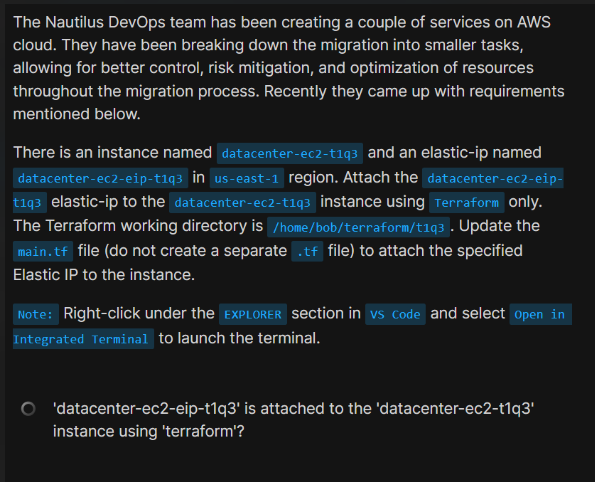 The Nautilus DevOps team has been creating a couple of services on AWS
cloud. They have been breaking down the migration into smaller tasks,
allowing for better control, risk mitigation, and optimization of resources
throughout the migration process. Recently they came up with requirements
mentioned below.
There is an instance named datacenter-ec2-t1q3 and an elastic-ip named
datacenter-ec2-eip-t1q3 in us-east-1 region. Attach the datacenter-ec2-eip-
t1q3 elastic-ip to the datacenter-ec2-t1q3 instance using Terraform only.
The Terraform working directory is /home/bob/terraform/t1q3 . Update the
main.tf file (do not create a separate .tf file) to attach the specified
Elastic IP to the instance.
Note: Right-click under the EXPLORER section in VS Code and select Open in
Integrated Terminal to launch the terminal.
'datacenter-ec2-eip-t1q3' is attached to the 'datacenter-ec2-t1q3'
instance using 'terraform'?